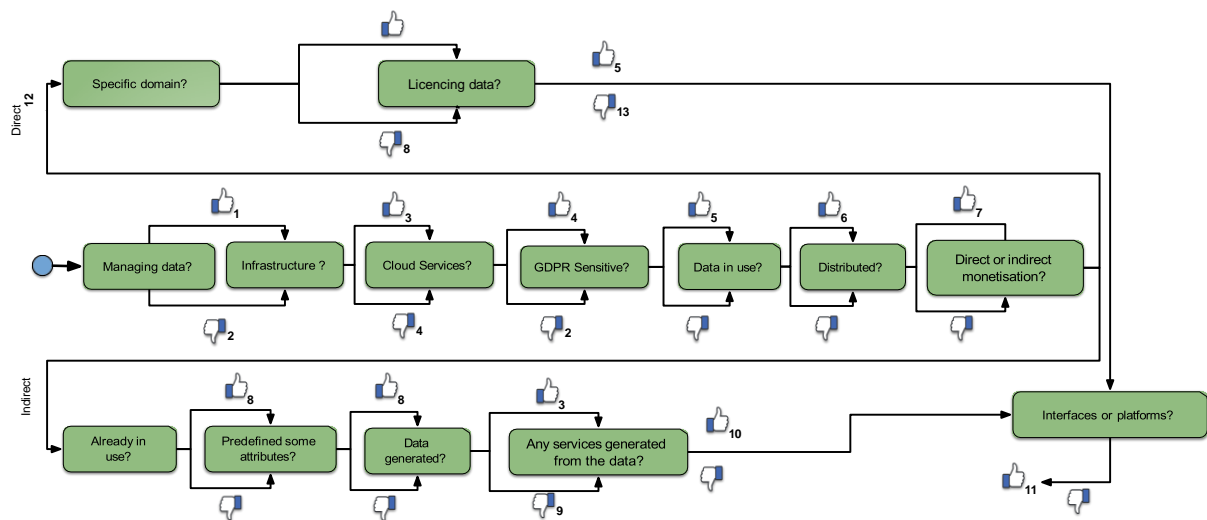 Direct
12
Specific domain?
Licencing data?
5
13
8
1
3
4
5
6
7
Managing data?
Infrastructure ?
Cloud Services?
GDPR Sensitive?
Data in use?
Distributed?
Direct or indirect
monetisation?
2
4
2
Indirect
8
8
3
10
Already in
use?
Predefined some
attributes?
Data
generated?
Any services generated
from the data?
9
Interfaces or platforms?
11